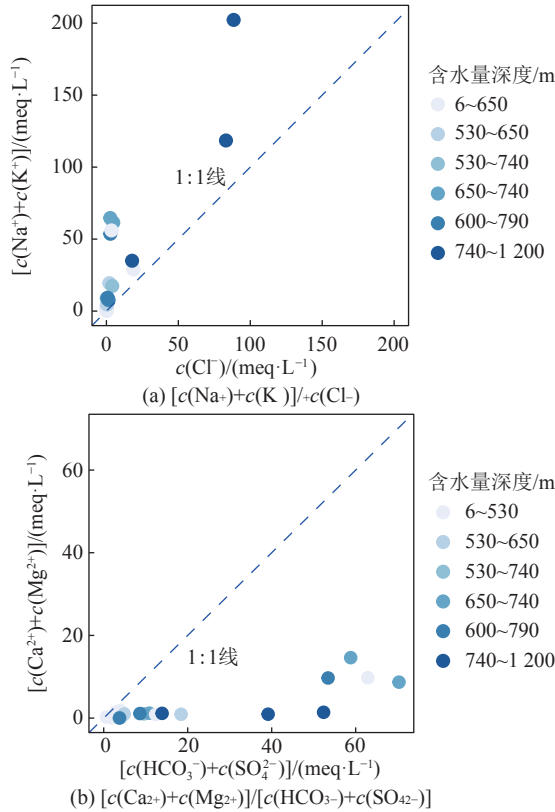 200
150
100
50
0
[c(Na⁺)+c(K⁺)]/(meq·L⁻¹)
1:1线
0 50 100 150 200
c(Cl⁻)/(meq·L⁻¹)
含水量深度/m
6~650
530~650
530~740
650~740
600~790
740~1 200
(a) [c(Na₊)+c(K )]/₊c(Cl₋)
60
40
20
0
[c(Ca²⁺)+c(Mg²⁺)]/(meq·L⁻¹)
1:1线
0 20 40 60
[c(HCO₃⁻)+c(SO₄²⁻)]/(meq·L⁻¹)
含水量深度/m
6~530
530~650
530~740
650~740
600~790
740~1 200
(b) [c(Ca₂₊)+c(Mg₂₊)]/[c(HCO₃₋)+c(SO₄₂₋)]